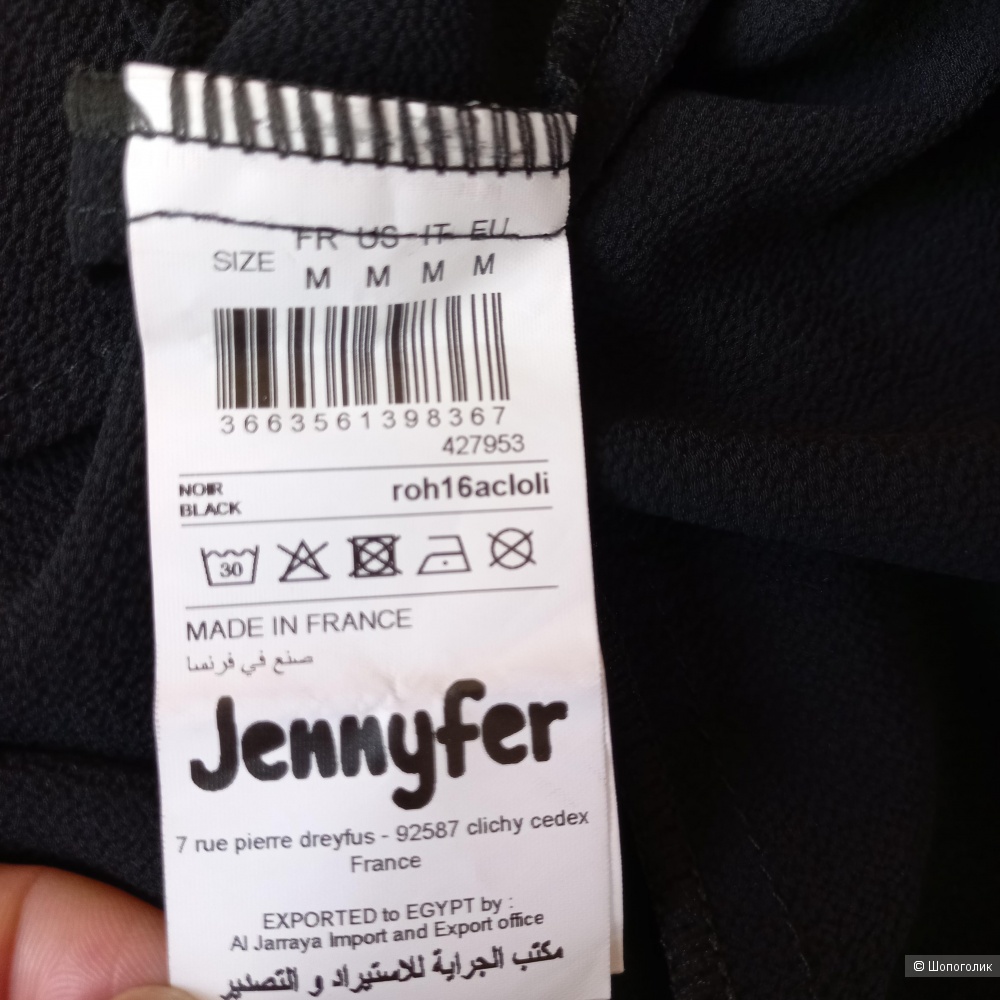 FR US IT EU
SIZE M M M M
3663561398367
427953
NOIR
BLACK
roh16acloli
30
MADE IN FRANCE
صنع في فرنسا
Jennyfer
7 rue pierre dreyfus - 92587 clichy cedex
France
EXPORTED to EGYPT by :
Al Jarraya Import and Export office
مكتب الجراية للاستيراد و التصدير
© Шопоголик